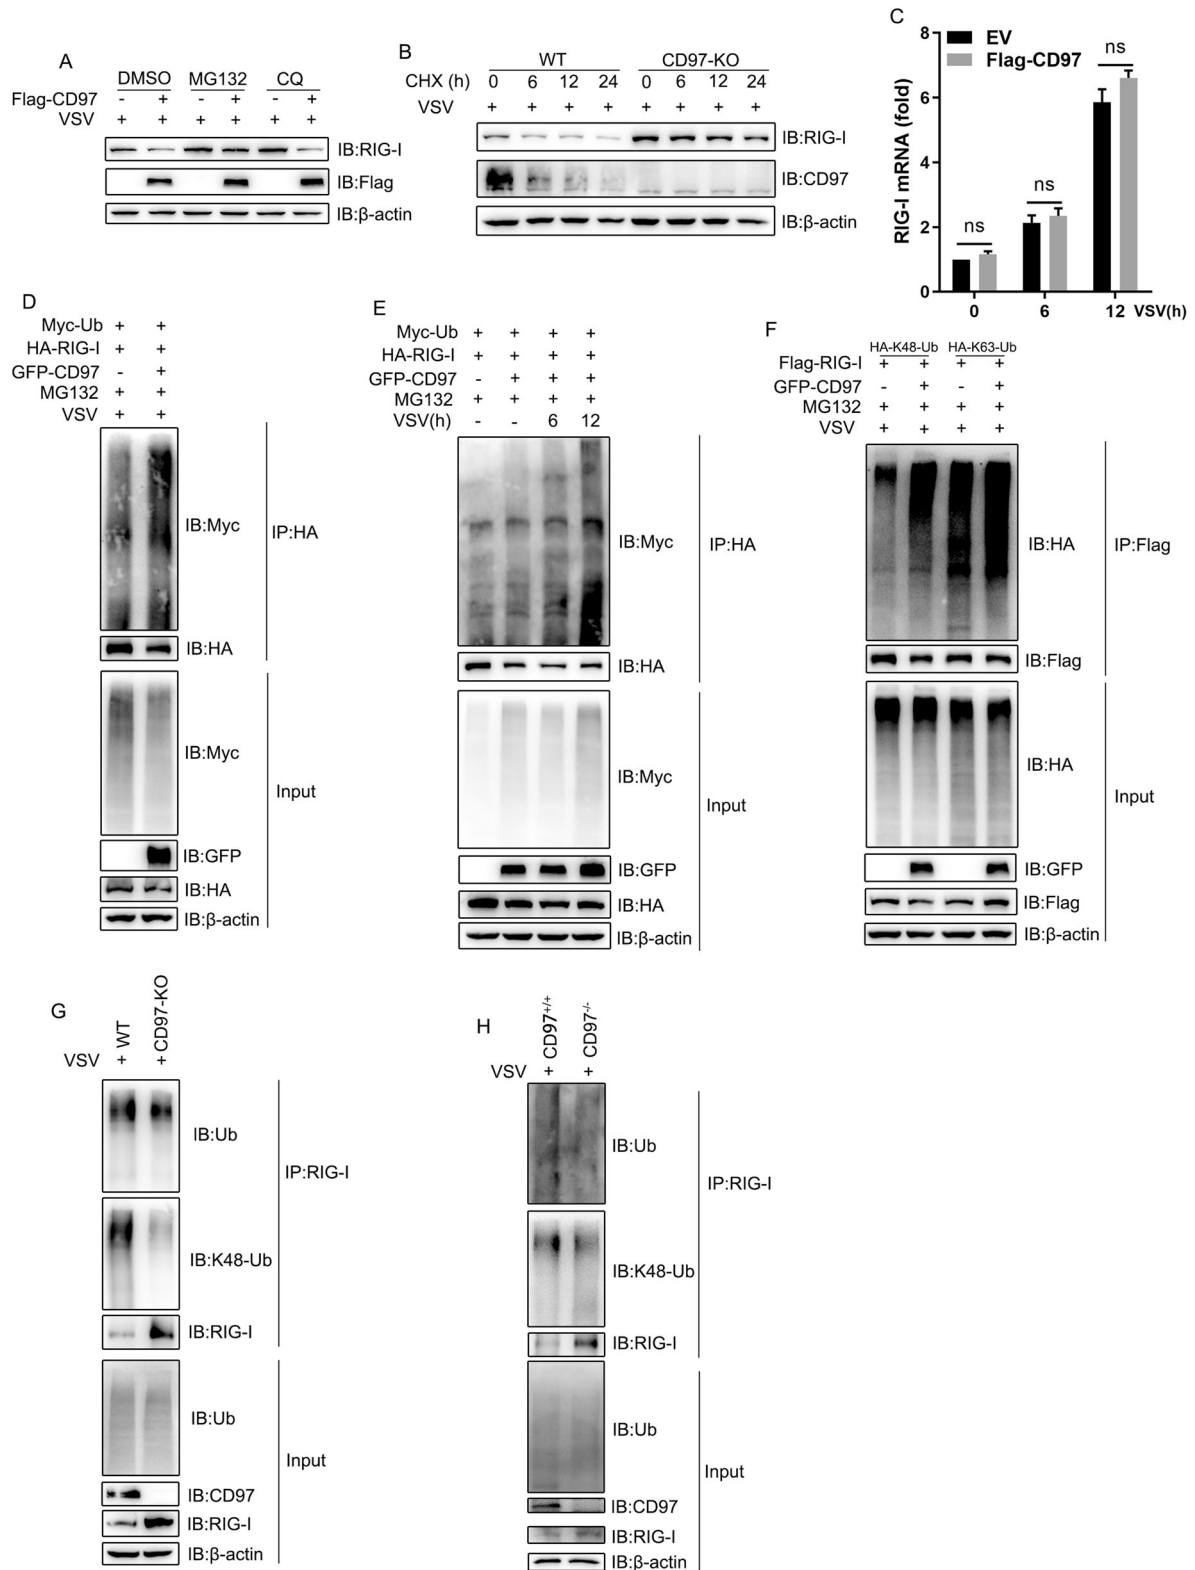 A
DMSO MG132 CQ
Flag-CD97 - + - + - +
VSV + + + + + +
IB:RIG-I
IB:Flag
IB:β-actin
B
WT CD97-KO
CHX (h) 0 6 12 24 0 6 12 24
VSV + + + + + + + +
IB:RIG-I
IB:CD97
IB:β-actin
C
EV
Flag-CD97
RIG-I mRNA (fold)
8
6
4
2
0
ns
ns
ns
0 6 12 VSV(h)
D
Myc-Ub + +
HA-RIG-I + +
GFP-CD97 - +
MG132 + +
VSV + +
IB:Myc
IP:HA
IB:HA
IB:Myc
Input
IB:GFP
IB:HA
IB:β-actin
E
Myc-Ub + + + +
HA-RIG-I + + + +
GFP-CD97 - + + +
MG132 + + + +
VSV(h) - - 6 12
IB:Myc
IP:HA
IB:HA
IB:Myc
Input
IB:GFP
IB:HA
IB:β-actin
F
HA-K48-Ub HA-K63-Ub
Flag-RIG-I + + + +
GFP-CD97 - + - +
MG132 + + + +
VSV + + + +
IB:HA
IP:Flag
IB:Flag
IB:HA
Input
IB:GFP
IB:Flag
IB:β-actin
G
WT CD97-KO
VSV + +
IB:Ub
IP:RIG-I
IB:K48-Ub
IB:RIG-I
IB:Ub
Input
IB:CD97
IB:RIG-I
IB:β-actin
H
CD97+/+ CD97-/-
VSV + +
IB:Ub
IP:RIG-I
IB:K48-Ub
IB:RIG-I
IB:Ub
Input
IB:CD97
IB:RIG-I
IB:β-actin